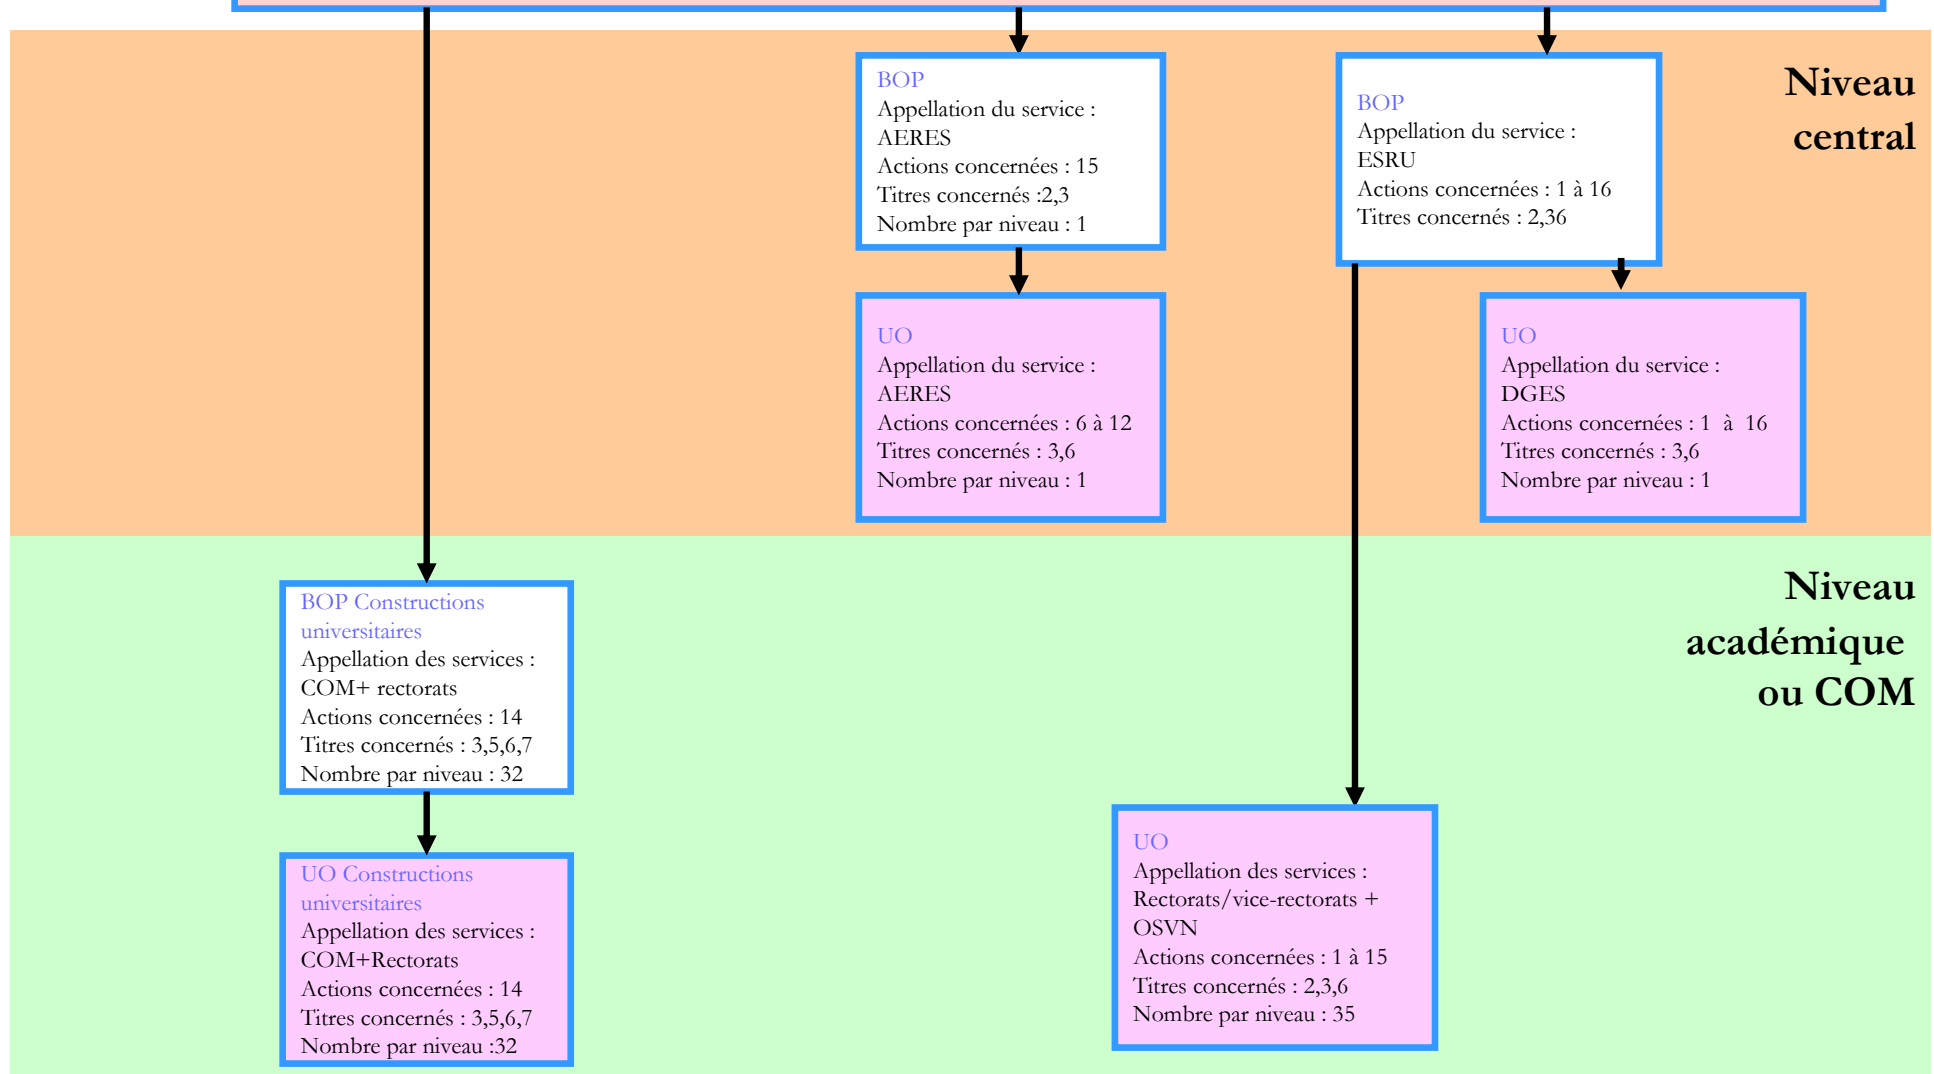 Niveau
central
BOP
Appellation du service :
AERES
Actions concernées : 15
Titres concernés :2,3
Nombre par niveau : 1
BOP
Appellation du service :
ESRU
Actions concernées : 1 à 16
Titres concernés : 2,36
UO
Appellation du service :
AERES
Actions concernées : 6 à 12
Titres concernés : 3,6
Nombre par niveau : 1
UO
Appellation du service :
DGES
Actions concernées : 1 à 16
Titres concernés : 3,6
Nombre par niveau : 1
Niveau
académique
ou COM
BOP Constructions
universitaires
Appellation des services :
COM+ rectorats
Actions concernées : 14
Titres concernés : 3,5,6,7
Nombre par niveau : 32
UO Constructions
universitaires
Appellation des services :
COM+Rectorats
Actions concernées : 14
Titres concernés : 3,5,6,7
Nombre par niveau :32
UO
Appellation des services :
Rectorats/vice-rectorats +
OSVN
Actions concernées : 1 à 15
Titres concernés : 2,3,6
Nombre par niveau : 35